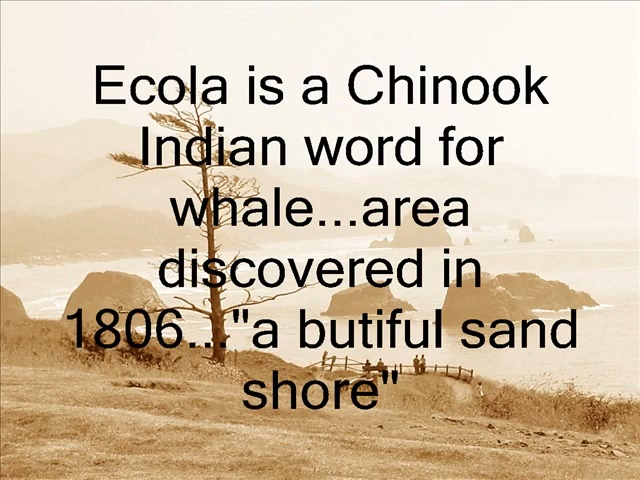 Ecola is a Chinook
Indian word for
whale...area
discovered in
1806..."a butiful sand
shore"